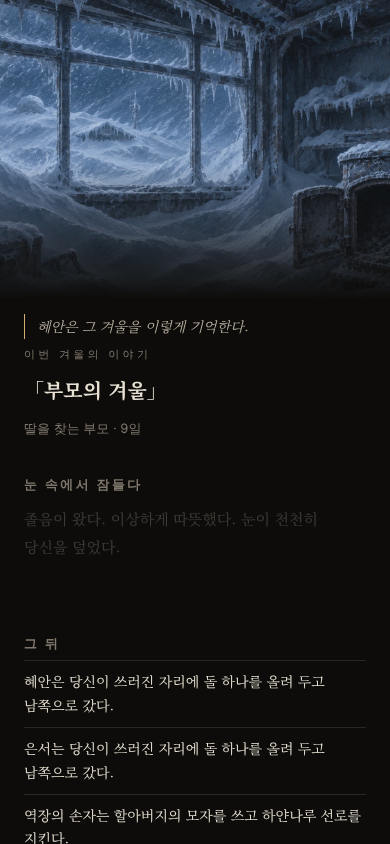 혜안은 그 겨울을 이렇게 기억한다.
이번 겨울의 이야기
「부모의 겨울」
딸을 찾는 부모 · 9일
눈 속에서 잠들다
졸음이 왔다. 이상하게 따뜻했다. 눈이 천천히
당신을 덮었다.
그 뒤
혜안은 당신이 쓰러진 자리에 돌 하나를 올려 두고
남쪽으로 갔다.
은서는 당신이 쓰러진 자리에 돌 하나를 올려 두고
남쪽으로 갔다.
역장의 손자는 할아버지의 모자를 쓰고 하얀나루 선로를
지킨다.